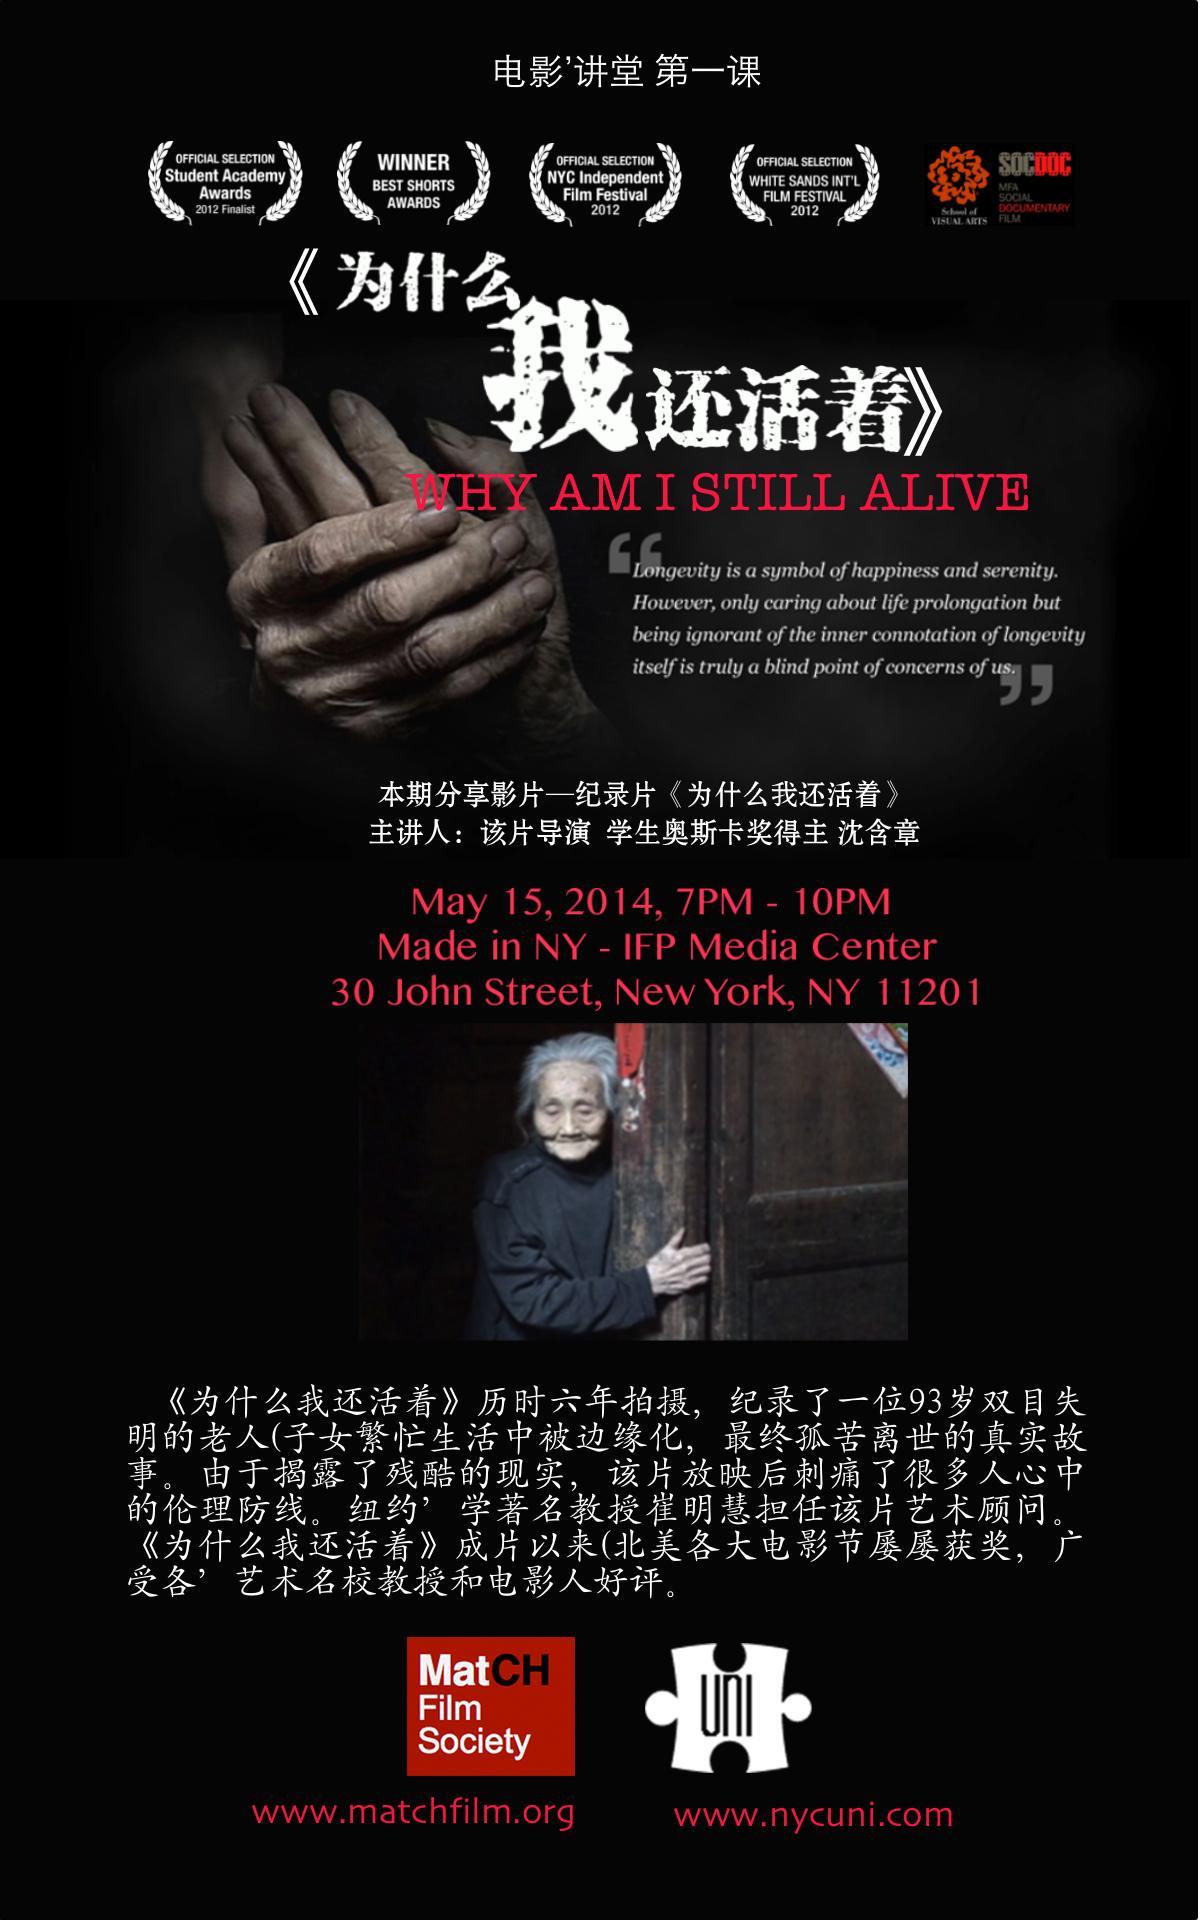 电影’讲堂 第一课
OFFICIAL SELECTION
Student Academy
Awards
2012 Finalist
WINNER
BEST SHORTS
AWARDS
OFFICIAL SELECTION
NYC Independent
Film Festival
2012
OFFICIAL SELECTION
WHITE SANDS INT'L
FILM FESTIVAL
2012
School of
VISUAL ARTS
SOCDOC
MFA
SOCIAL
DOCUMENTARY
FILM
《为什么
我还活着》
WHY AM I STILL ALIVE
“Longevity is a symbol of happiness and serenity.
However, only caring about life prolongation but
being ignorant of the inner connotation of longevity
itself is truly a blind point of concerns of us.”
本期分享影片—纪录片《为什么我还活着》
主讲人：该片导演 学生奥斯卡奖得主 沈含章
May 15, 2014, 7PM - 10PM
Made in NY - IFP Media Center
30 John Street, New York, NY 11201
《为什么我还活着》历时六年拍摄，纪录了一位93岁双目失
明的老人(子女繁忙生活中被边缘化，最终孤苦离世的真实故
事。由于揭露了残酷的现实，该片放映后刺痛了很多人心中
的伦理防线。纽约’学著名教授崔明慧担任该片艺术顾问。
《为什么我还活着》成片以来(北美各大电影节屡屡获奖，广
受各’艺术名校教授和电影人好评。
MatCH
Film
Society
UNI
www.matchfilm.org
www.nycuni.com